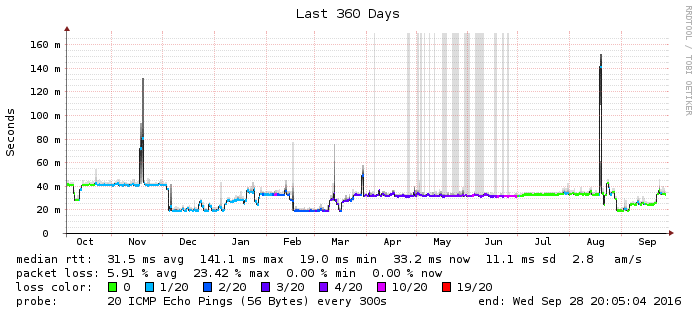 Last 360 Days
RRDTOOL / TOBI OETIKER
Seconds
160 m
140 m
120 m
100 m
80 m
60 m
40 m
20 m
0
Oct Nov Dec Jan Feb Mar Apr May Jun Jul Aug Sep
median rtt: 31.5 ms avg 141.1 ms max 19.0 ms min 33.2 ms now 11.1 ms sd 2.8 am/s
packet loss: 5.91 % avg 23.42 % max 0.00 % min 0.00 % now
loss color: 0 1/20 2/20 3/20 4/20 10/20 19/20
probe: 20 ICMP Echo Pings (56 Bytes) every 300s end: Wed Sep 28 20:05:04 2016